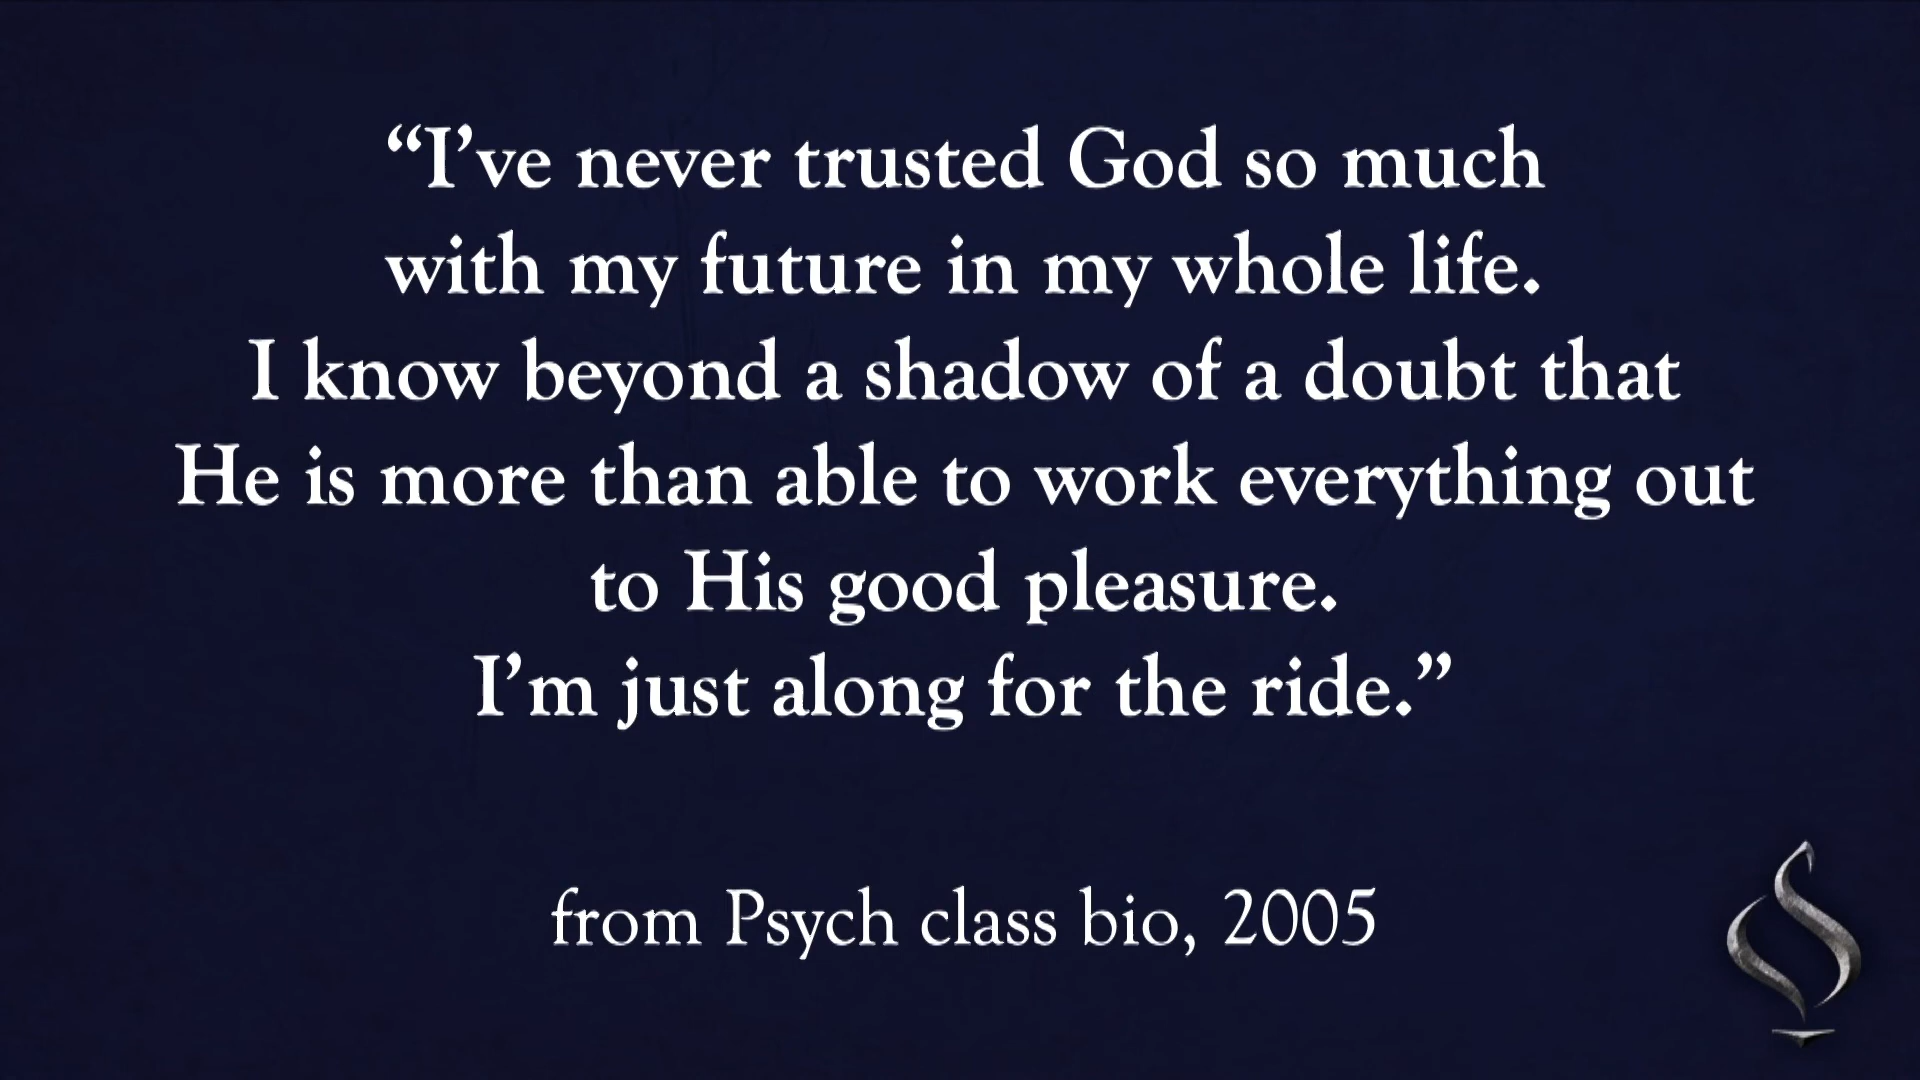 “I’ve never trusted God so much
with my future in my whole life.
I know beyond a shadow of a doubt that
He is more than able to work everything out
to His good pleasure.
I’m just along for the ride.”
from Psych class bio, 2005